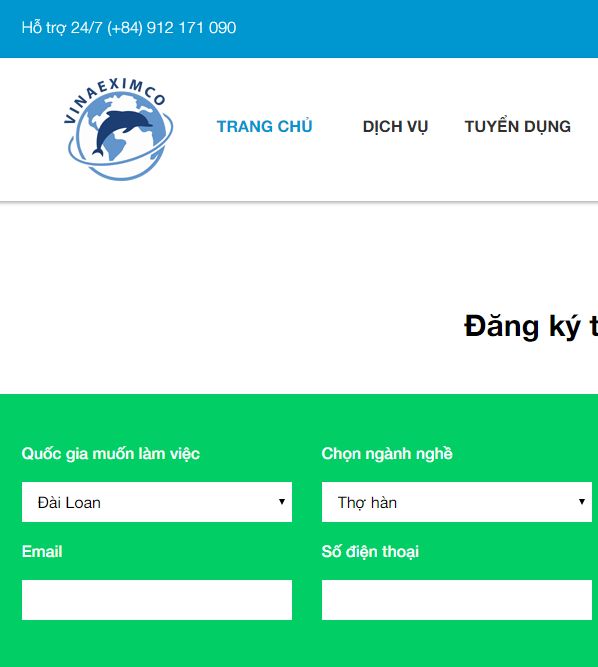 Hỗ trợ 24/7 (+84) 912 171 090
VINAEXIMCO
TRANG CHỦ DỊCH VỤ TUYỂN DỤNG
Đăng ký t
Quốc gia muốn làm việc Chọn ngành nghề
Đài Loan Thợ hàn
Email Số điện thoại